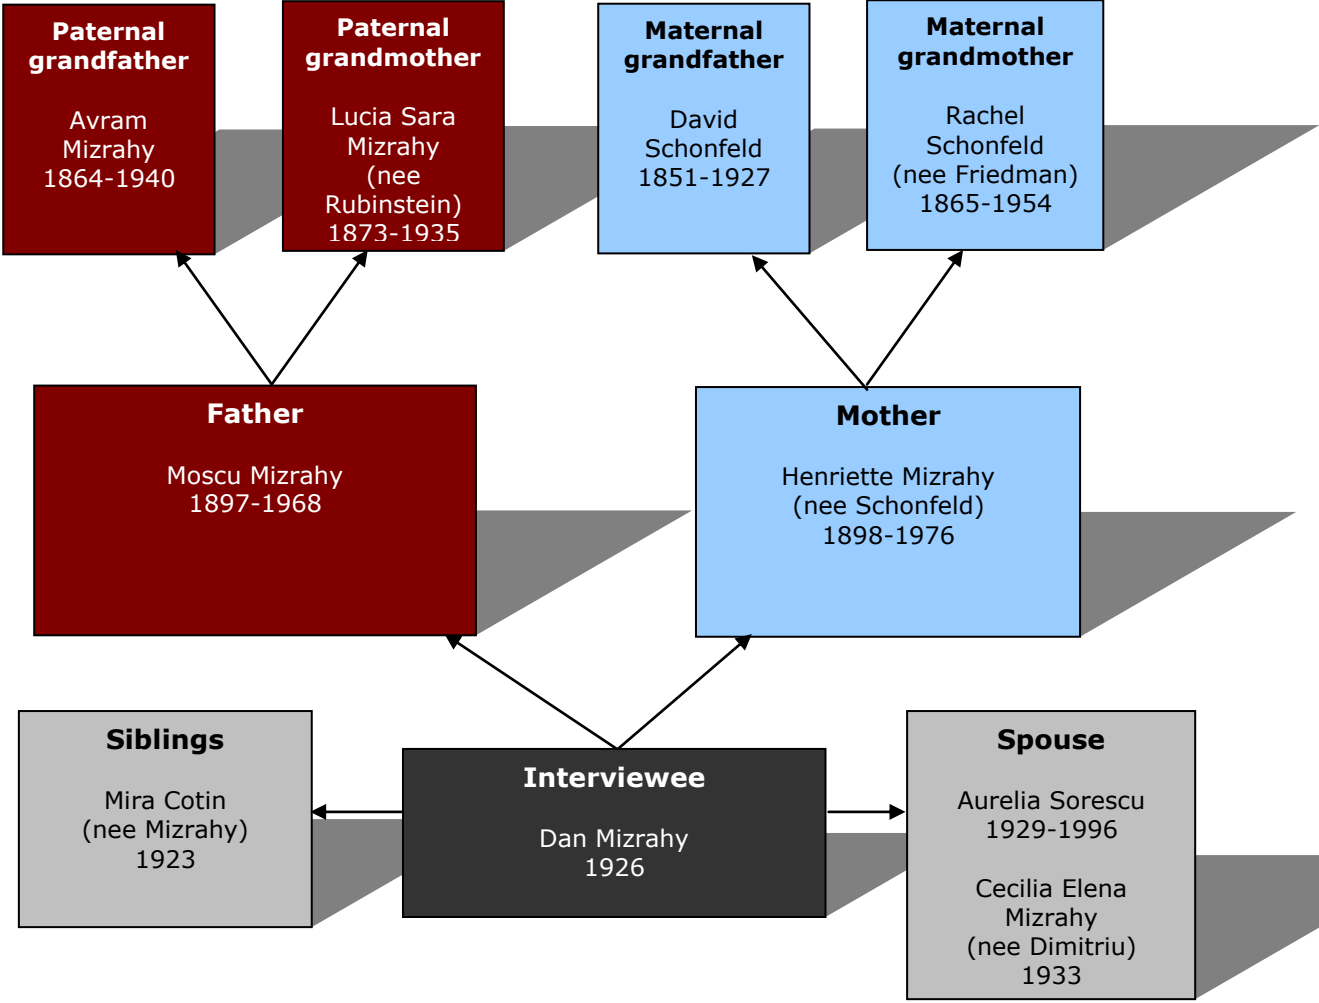 Paternal
grandfather
Avram
Mizrahy
1864-1940
Paternal
grandmother
Lucia Sara
Mizrahy
(nee
Rubinstein)
1873-1935
Maternal
grandfather
David
Schonfeld
1851-1927
Maternal
grandmother
Rachel
Schonfeld
(nee Friedman)
1865-1954
Father
Moscu Mizrahy
1897-1968
Mother
Henriette Mizrahy
(nee Schonfeld)
1898-1976
Siblings
Mira Cotin
(nee Mizrahy)
1923
Interviewee
Dan Mizrahy
1926
Spouse
Aurelia Sorescu
1929-1996
Cecilia Elena
Mizrahy
(nee Dimitriu)
1933